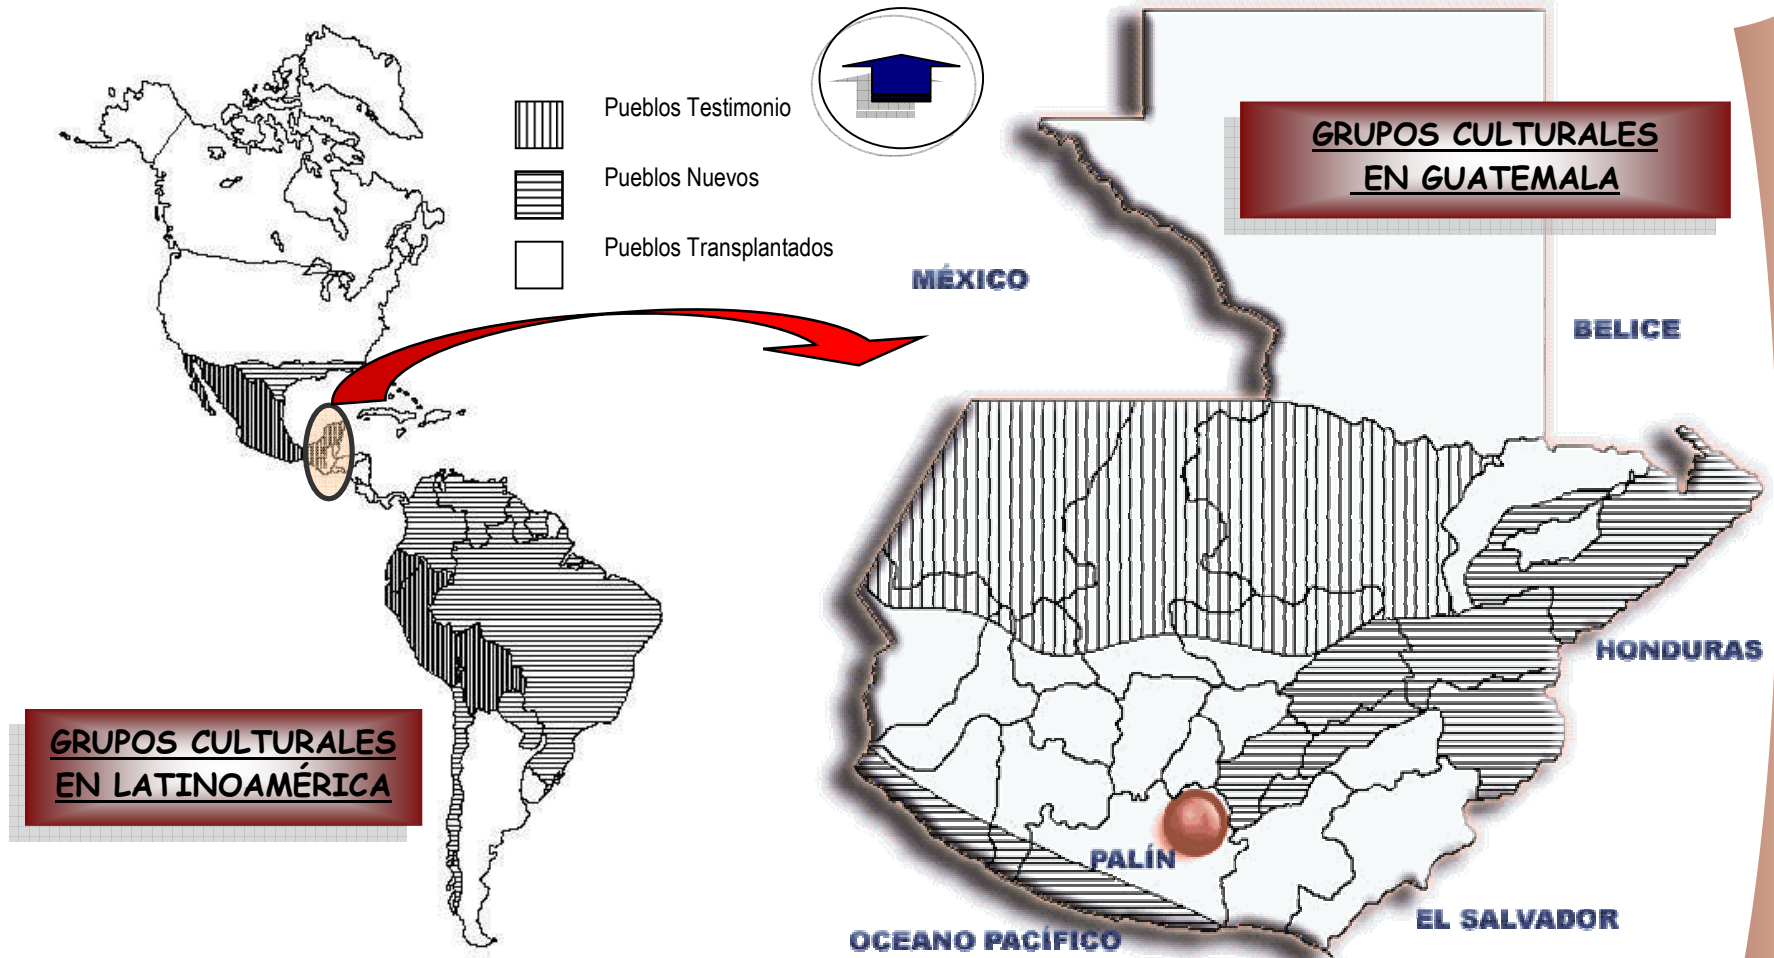 Pueblos Testimonio
Pueblos Nuevos
Pueblos Transplantados
GRUPOS CULTURALES
EN LATINOAMÉRICA
GRUPOS CULTURALES
EN GUATEMALA
MÉXICO
BELICE
HONDURAS
PALÍN
EL SALVADOR
OCEANO PACÍFICO